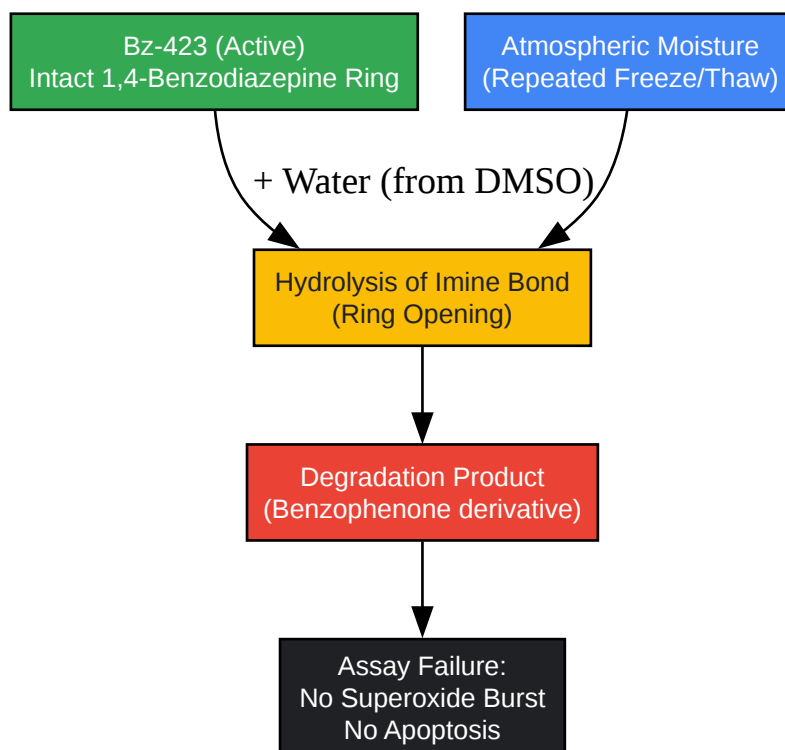 Bz-423 (Active)
Intact 1,4-Benzodiazepine Ring
Atmospheric Moisture
(Repeated Freeze/Thaw)
+ Water (from DMSO)
Hydrolysis of Imine Bond
(Ring Opening)
Degradation Product
(Benzophenone derivative)
Assay Failure:
No Superoxide Burst
No Apoptosis